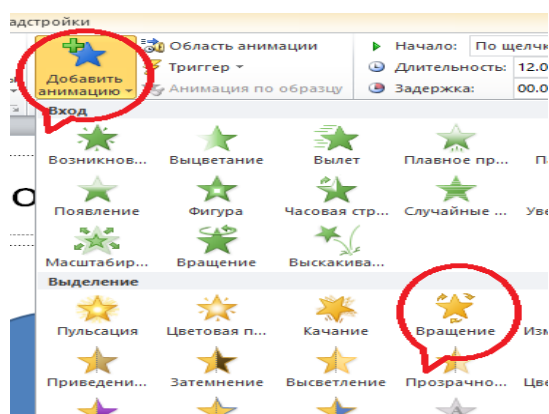 адстройки
Добавить анимацию
Область анимации
Триггер
Анимация по образцу
Начало: По щелчк
Длительность: 12.0
Задержка: 00.0
Вход
Возникнов... Выцветание Вылет Плавное пр... П
Появление Фигура Часовая стр... Случайные ... Уве
Масштабир... Вращение Выскакива...
Выделение
Пульсация Цветовая п... Качание Вращение Изм
Приведени... Затемнение Высветление Прозрачно... Цве